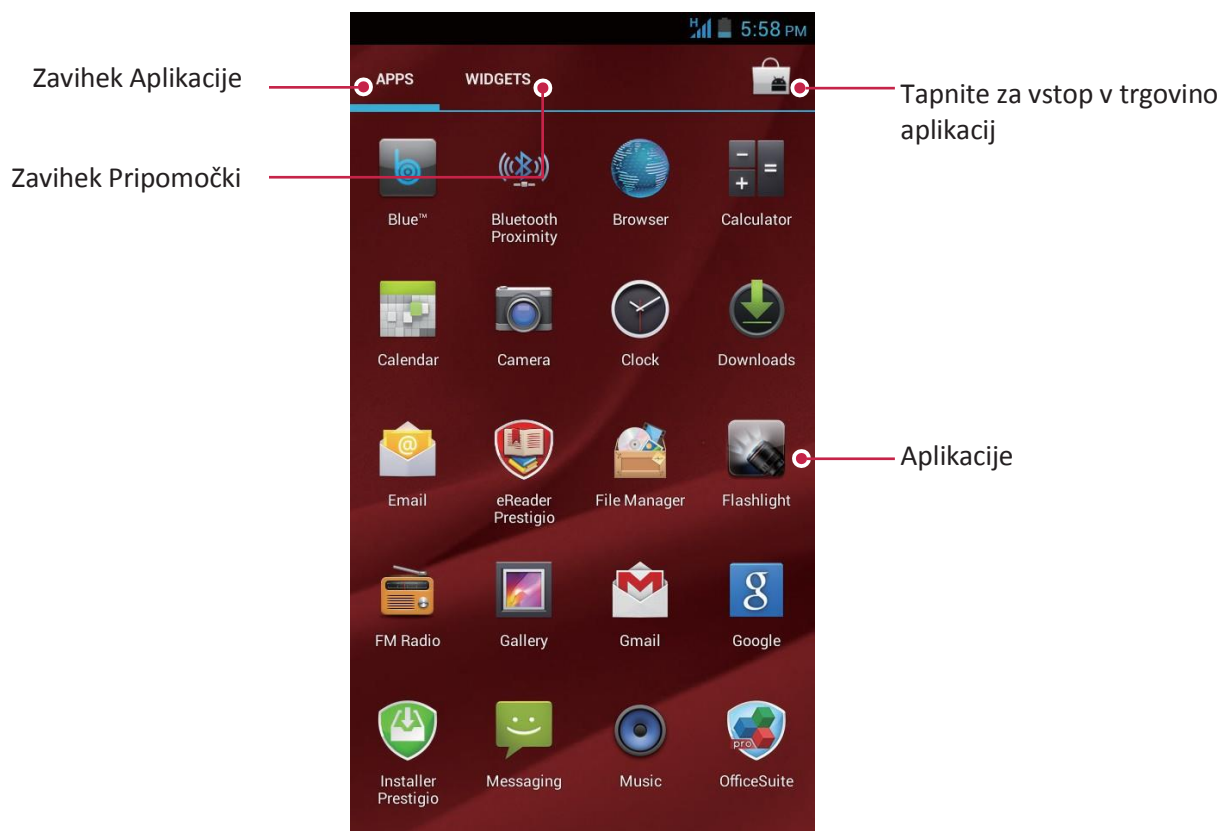 H 5:58 PM
Zavihek Aplikacije
APPS WIDGETS
Tapnite za vstop v trgovino
aplikacij
Zavihek Pripomočki
Blue™ Bluetooth Proximity Browser Calculator
Calendar Camera Clock Downloads
Aplikacije
Email eReader Prestigio File Manager Flashlight
FM Radio Gallery Gmail Google
pro
Installer Prestigio Messaging Music OfficeSuite